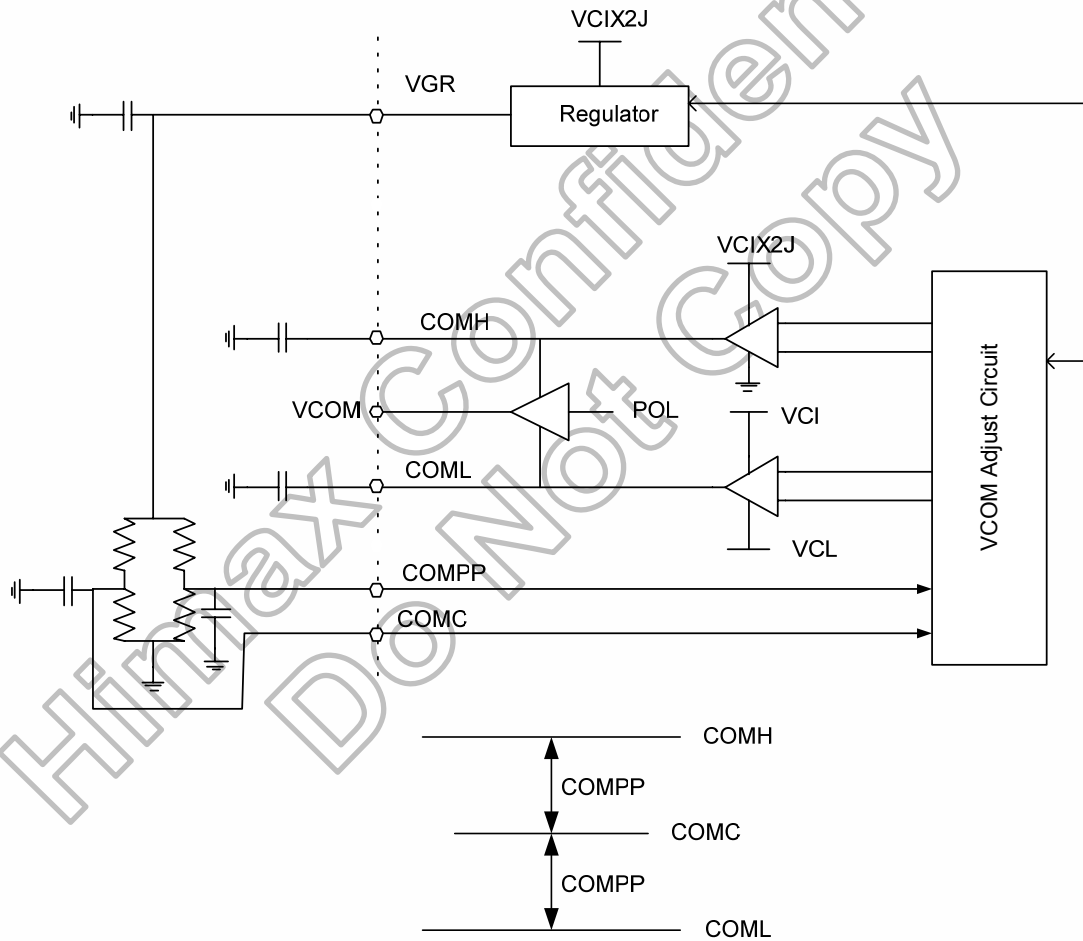 VCIX2J
VGR
Regulator
VCIX2J
COMH
VCOM
POL
VCI
COML
VCL
COMPP
COMC
VCOM Adjust Circuit
COMH
COMPP
COMC
COMPP
COML
Himax Confiden
Do Not Copy